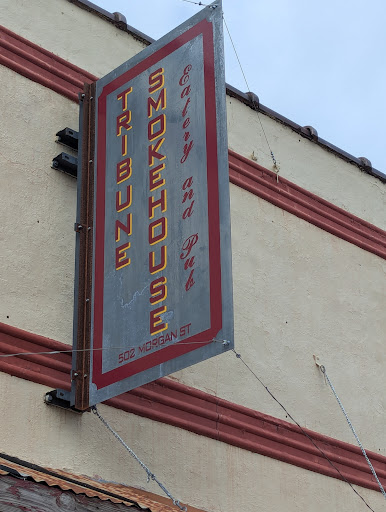 TRIBUNE
SMOKEHOUSE
Eatery and Pub
502 MORGAN ST